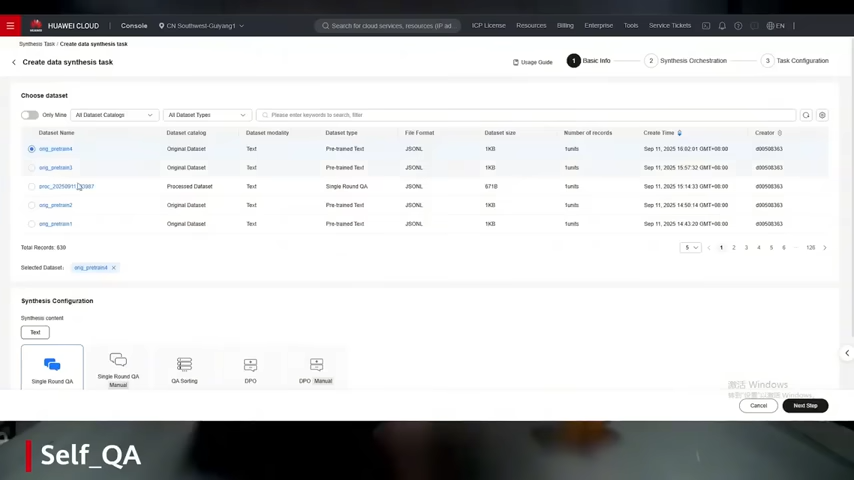 HUAWEI CLOUD Console CN Southwest-Guiyang1 Search for cloud services, resources (IP ad ICP License Resources Billing Enterprise Tools Service Tickets EN
Synthesis Task / Create data synthesis task
Create data synthesis task Usage Guide 1 Basic Info 2 Synthesis Orchestration 3 Task Configuration
Choose dataset
Only Mine All Dataset Catalogs All Dataset Types Please enter keywords to search, filter
Dataset Name Dataset catalog Dataset modality Dataset type File Format Dataset size Number of records Create Time Creator
orig_pretrain4 Original Dataset Text Pre-trained Text JSONL 1KB 1units Sep 11, 2025 16:02:01 GMT+08:00 d00508363
orig_pretrain3 Original Dataset Text Pre-trained Text JSONL 1KB 1units Sep 11, 2025 15:57:32 GMT+08:00 d00508363
Processed Dataset Text Single Round QA JSONL 671B 1units Sep 11, 2025 15:14:33 GMT+08:00 d00508363
orig_pretrain2 Original Dataset Text Pre-trained Text JSONL 1KB 1units Sep 11, 2025 14:50:14 GMT+08:00 d00508363
orig_pretrain1 Original Dataset Text Pre-trained Text JSONL 1KB 1units Sep 11, 2025 14:43:20 GMT+08:00 d00508363
Total Records: 630 5 1 2 3 4 5 6 ··· 126
Selected Dataset: orig_pretrain4
Synthesis Configuration
Synthesis content
Text
Single Round QA
Single Round QA Manual
QA Sorting
DPO
DPO Manual
激活 Windows
Cancel Next Step
Self_QA